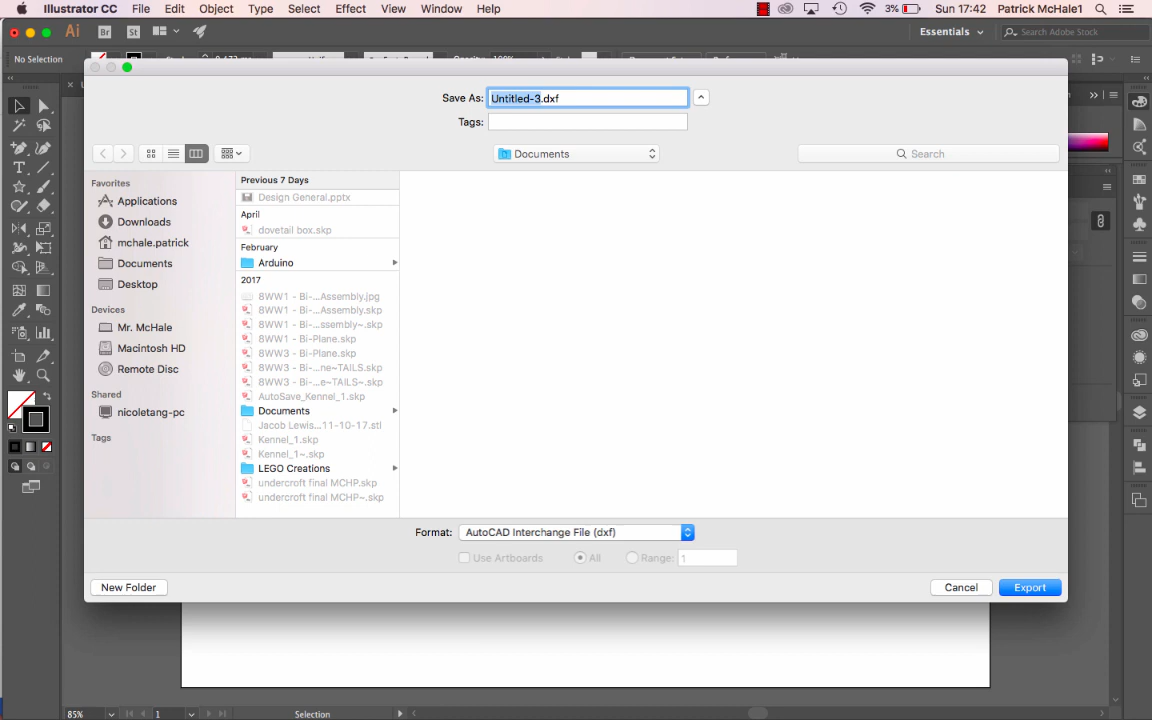 Illustrator CC File Edit Object Type Select Effect View Window Help 3% Sun 17:42 Patrick McHale1
Ai Br St Essentials Search Adobe Stock
No Selection
Save As: Untitled-3.dxf
Tags:
Documents Search
Favorites
Applications
Downloads
mchale.patrick
Documents
Desktop
Devices
Mr. McHale
Macintosh HD
Remote Disc
Shared
nicoletang-pc
Tags
Previous 7 Days
Design General.pptx
April
dovetail box.skp
February
Arduino
2017
8WW1 - Bi-...Assembly.jpg
8WW1 - Bi-...Assembly.skp
8WW1 - Bi-...ssembly~.skp
8WW1 - Bi-Plane.skp
8WW3 - Bi-Plane.skp
8WW3 - Bi-...ne~TAILS.skp
8WW3 - Bi-...e~TAILS~.skp
AutoSave_Kennel_1.skp
Documents
Jacob Lewis...11-10-17.stl
Kennel_1.skp
Kennel_1~.skp
LEGO Creations
undercroft final MCHP.skp
undercroft final MCHP~.skp
Format: AutoCAD Interchange File (dxf)
Use Artboards All Range: 1
New Folder Cancel Export
85% 1 Selection